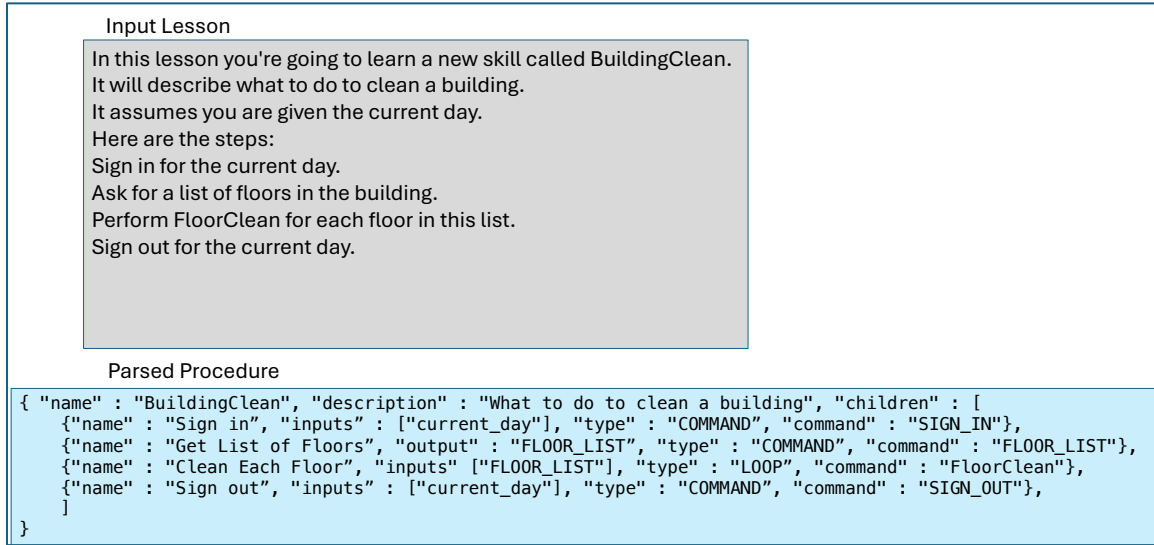 Input Lesson
In this lesson you're going to learn a new skill called BuildingClean.
It will describe what to do to clean a building.
It assumes you are given the current day.
Here are the steps:
Sign in for the current day.
Ask for a list of floors in the building.
Perform FloorClean for each floor in this list.
Sign out for the current day.
Parsed Procedure
{ "name" : "BuildingClean", "description" : "What to do to clean a building", "children" : [
{"name" : "Sign in”, "inputs” : ["current_day"], "type" : "COMMAND”, "command" : "SIGN_IN"},
{"name" : "Get List of Floors”, "output" : "FLOOR_LIST”, "type" : "COMMAND”, "command" : "FLOOR_LIST"},
{"name" : "Clean Each Floor”, "inputs" ["FLOOR_LIST"], "type" : "LOOP”, "command" : "FloorClean"},
{"name" : "Sign out”, "inputs” : ["current_day"], "type" : "COMMAND”, "command" : "SIGN_OUT"},
]
}